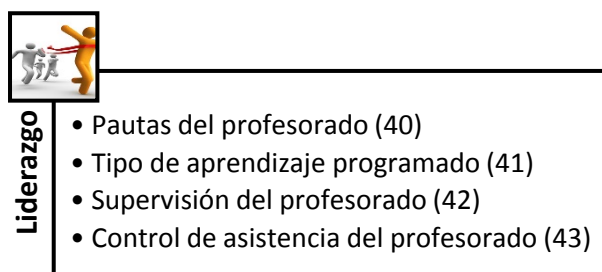 Liderazgo
• Pautas del profesorado (40)
• Tipo de aprendizaje programado (41)
• Supervisión del profesorado (42)
• Control de asistencia del profesorado (43)